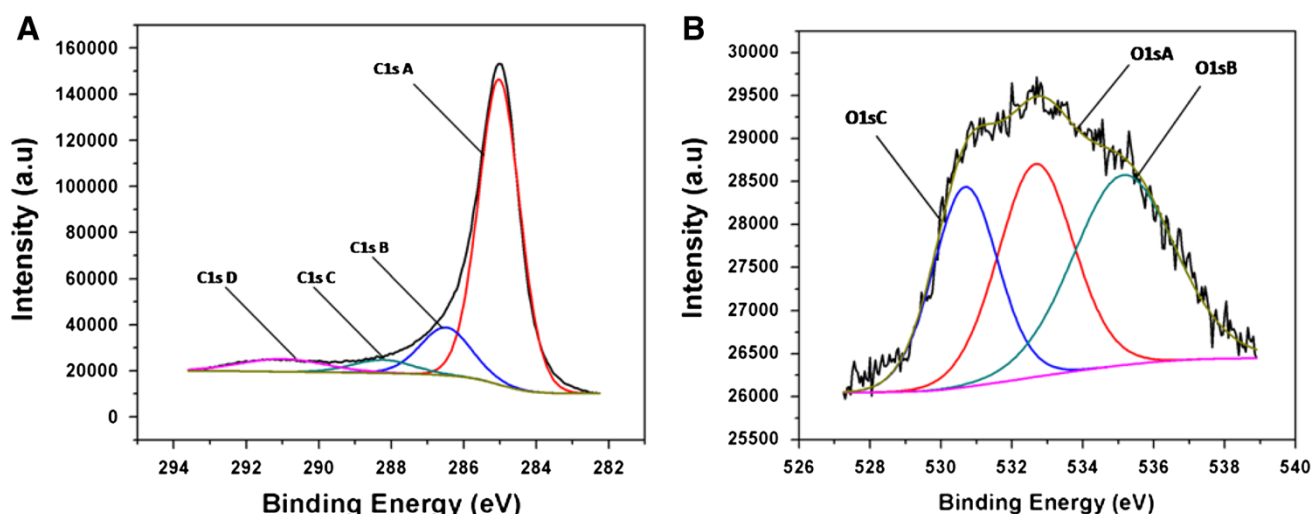 A
160000
140000
120000
100000
80000
60000
40000
20000
0
Intensity (a.u)
C1s A
C1s B
C1s C
C1s D
294 292 290 288 286 284 282
Binding Energy (eV)
B
30000
29500
29000
28500
28000
27500
27000
26500
26000
25500
Intensity (a.u)
O1sA
O1sB
O1sC
526 528 530 532 534 536 538 540
Binding Energy (eV)